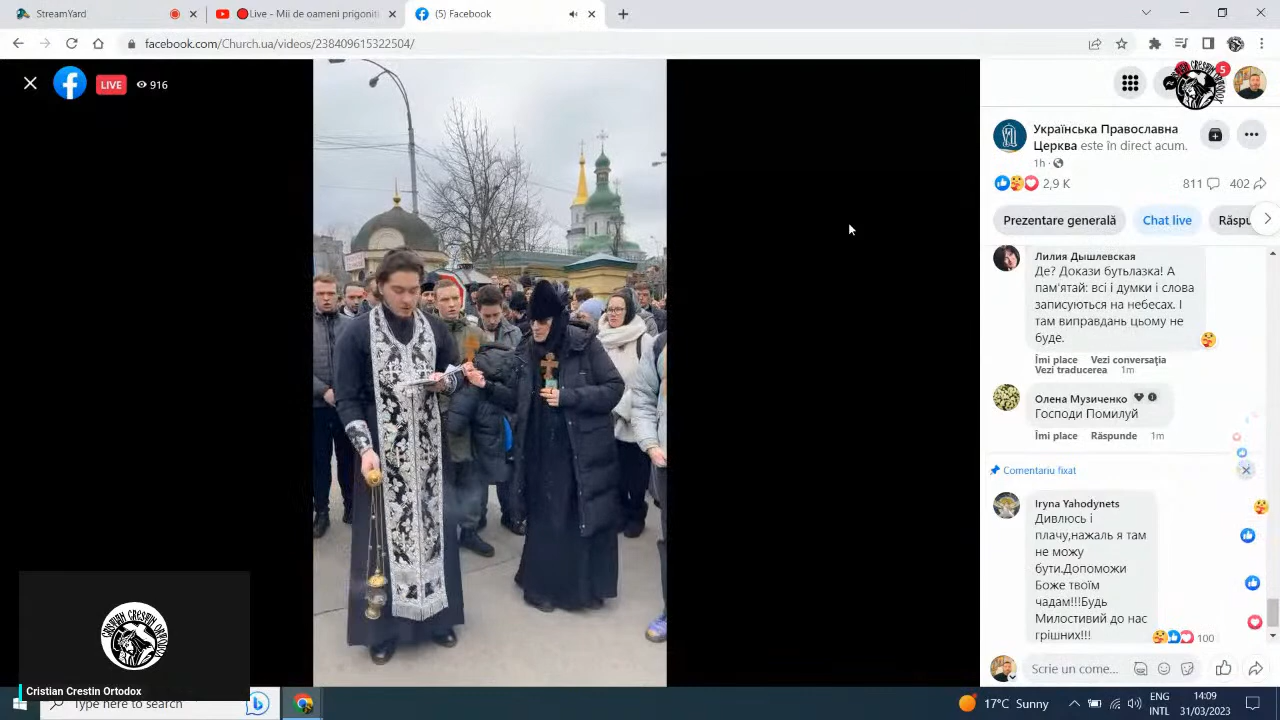 StreamYard
Live - Mii de oameni prigoniti
(5) Facebook
facebook.com/Church.ua/videos/238409615322504/
LIVE
916
5
Українська Православна
Церква este în direct acum.
1h ·
2,9 K
811
402
Prezentare generală
Chat live
Răspu
Лилия Дышлевская
Де? Докази бутьлазка! А
пам'ятай: всі і думки і слова
записуються на небесах. І
там виправдань цьому не
буде.
Îmi place Vezi conversația
Vezi traducerea 1m
Олена Музиченко
Господи Помилуй
Îmi place Răspunde 1m
Comentariu fixat
Iryna Yahodynets
Дивлюсь і
плачу,нажаль я там
не можу
бути.Допоможи
Боже твоїм
чадам!!!Будь
Милостивий до нас
грішних!!!
100
Scrie un come...
CRISTIAN CRESTIN ORTODOX
Cristian Crestin Ortodox
Type here to search
17°C Sunny
ENG
INTL
14:09
31/03/2023